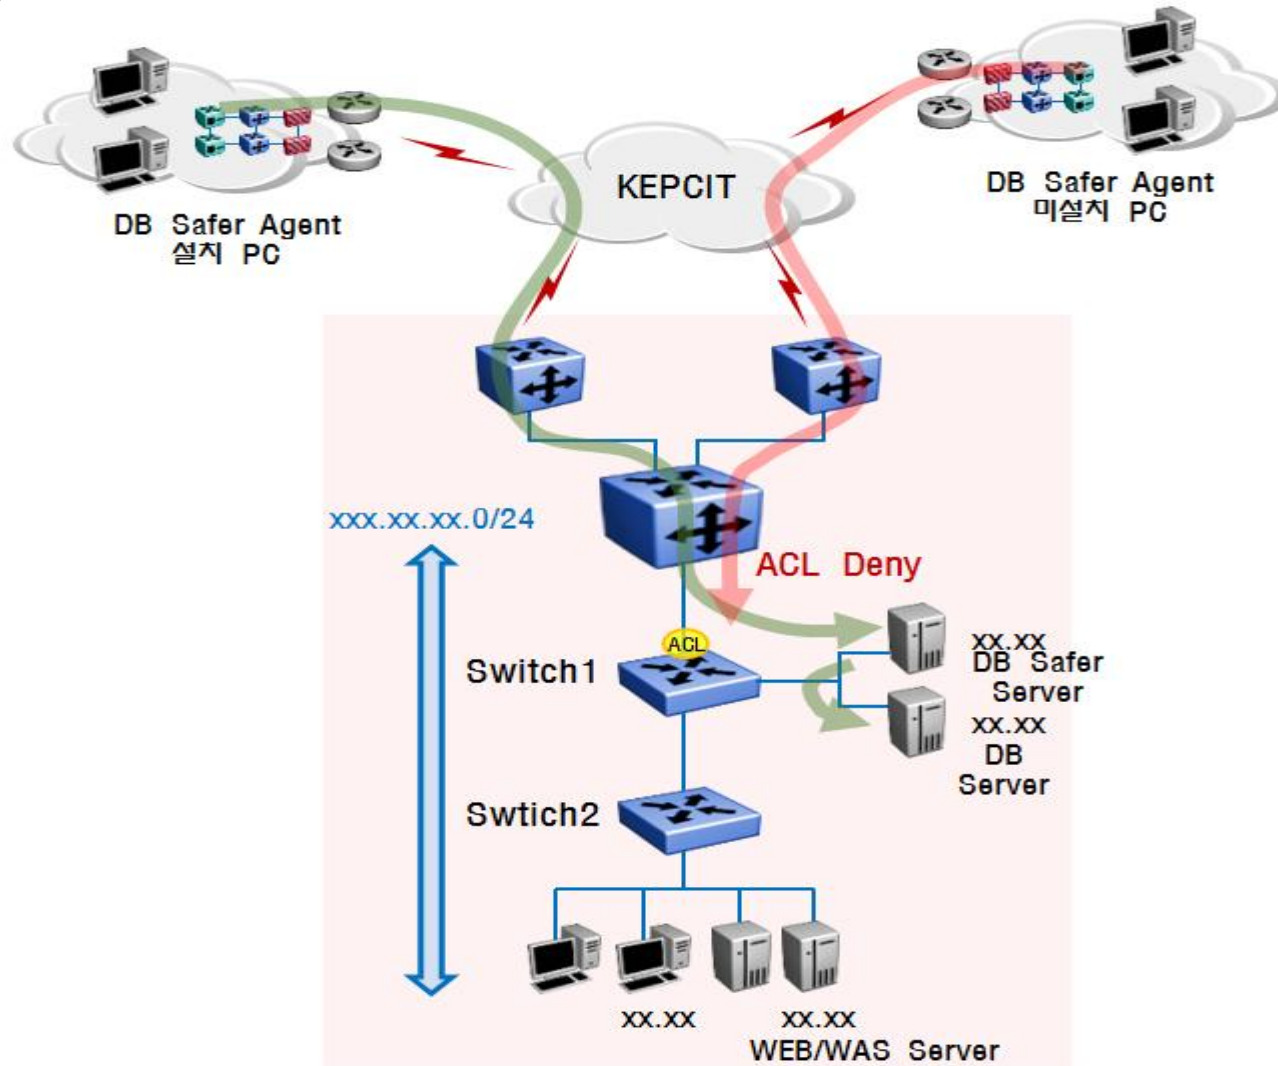 KEPCIT
DB Safer Agent
설치 PC
DB Safer Agent
미설치 PC
xxx.xx.xx.0/24
ACL Deny
ACL
Switch1
xx.xx
DB Safer
Server
xx.xx
DB
Server
Swtich2
xx.xx
xx.xx
WEB/WAS Server